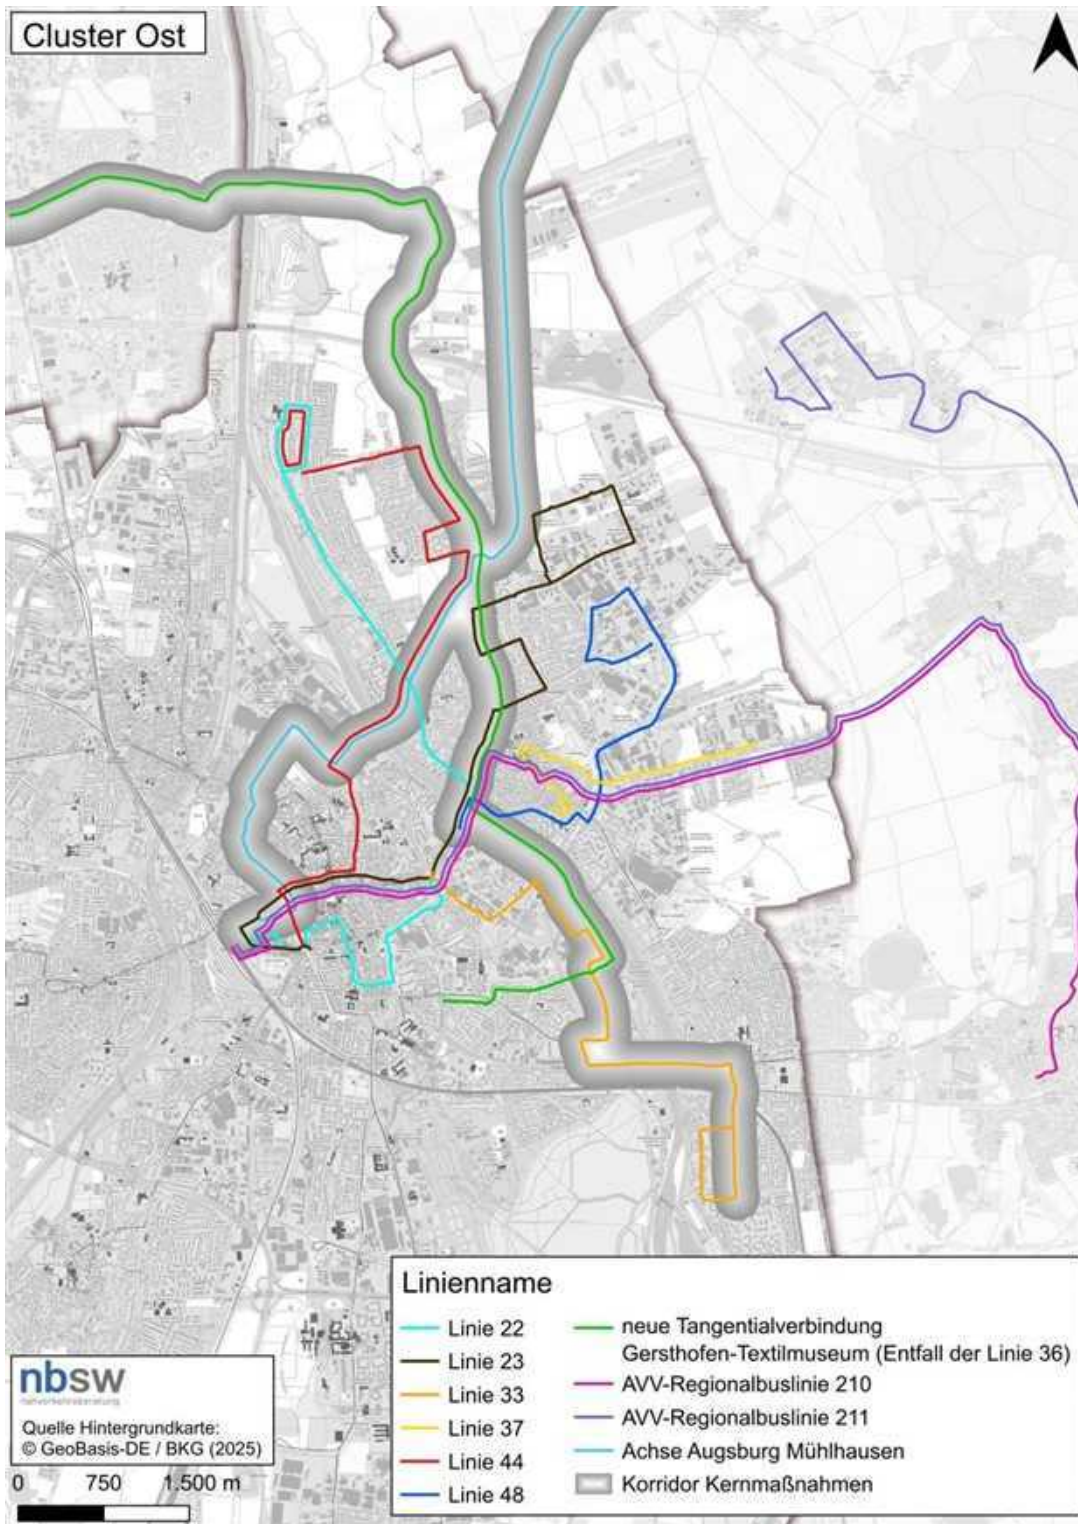 Cluster Ost
Linienname
Linie 22
Linie 23
Linie 33
Linie 37
Linie 44
Linie 48
neue Tangentialverbindung
Gersthofen-Textilmuseum (Entfall der Linie 36)
AVV-Regionalbuslinie 210
AVV-Regionalbuslinie 211
Achse Augsburg Mühlhausen
Korridor Kernmaßnahmen
nbsw
Quelle Hintergrundkarte:
© GeoBasis-DE / BKG (2025)
0 750 1.500 m